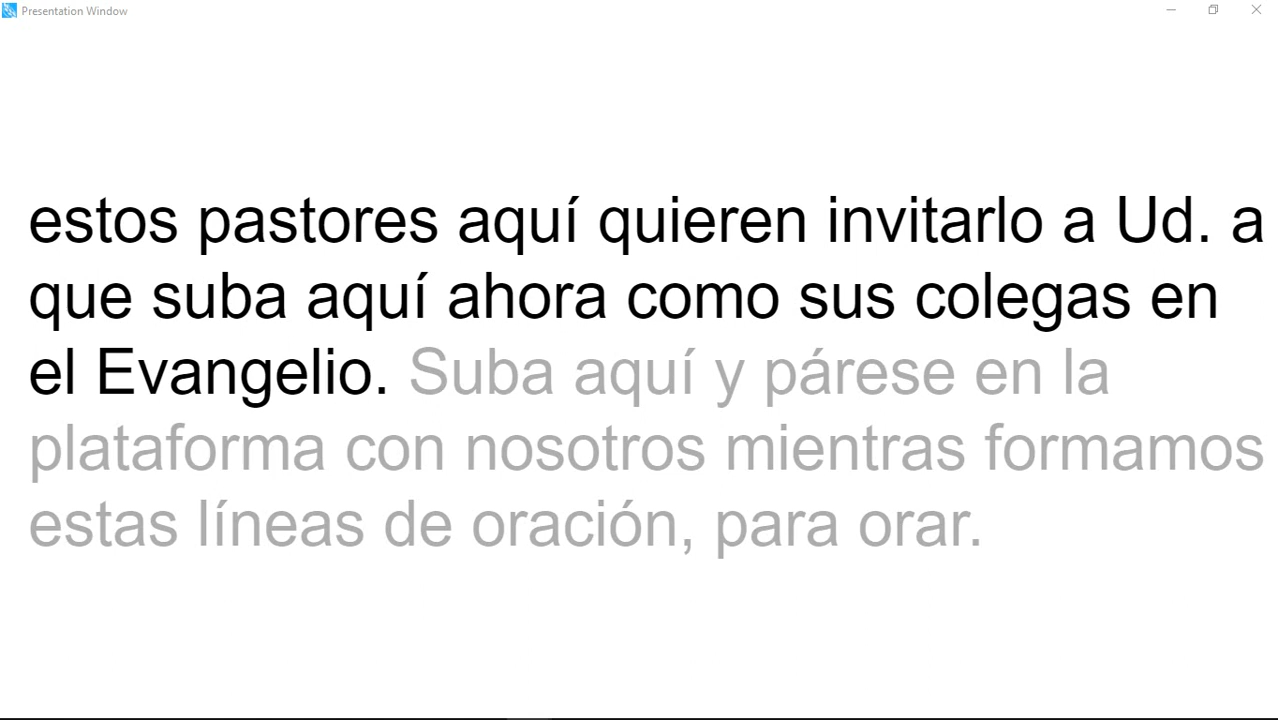 Presentation Window
estos pastores aquí quieren invitarlo a Ud. a
que suba aquí ahora como sus colegas en
el Evangelio. Suba aquí y párese en la
plataforma con nosotros mientras formamos
estas líneas de oración, para orar.